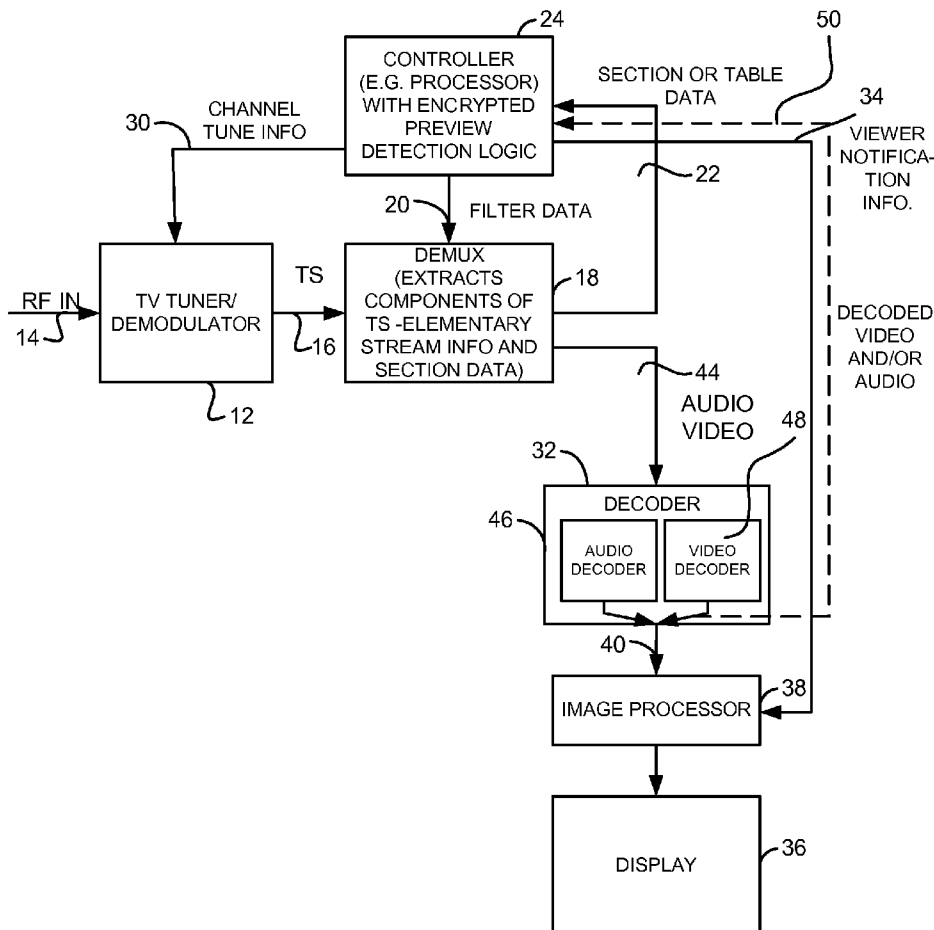 24
50
CONTROLLER
(E.G. PROCESSOR)
WITH ENCRYPTED
PREVIEW
DETECTION LOGIC
SECTION OR TABLE
DATA
34
CHANNEL
TUNE INFO
30
VIEWER
NOTIFICA-
TION
INFO.
22
20
FILTER DATA
RF IN
14
TV TUNER/
DEMODULATOR
12
TS
16
DEMUX
(EXTRACTS
COMPONENTS OF
TS -ELEMENTARY
STREAM INFO AND
SECTION DATA)
18
DECODED
VIDEO
AND/OR
AUDIO
44
AUDIO
VIDEO
48
32
DECODER
46
AUDIO
DECODER
VIDEO
DECODER
40
IMAGE PROCESSOR
38
DISPLAY
36